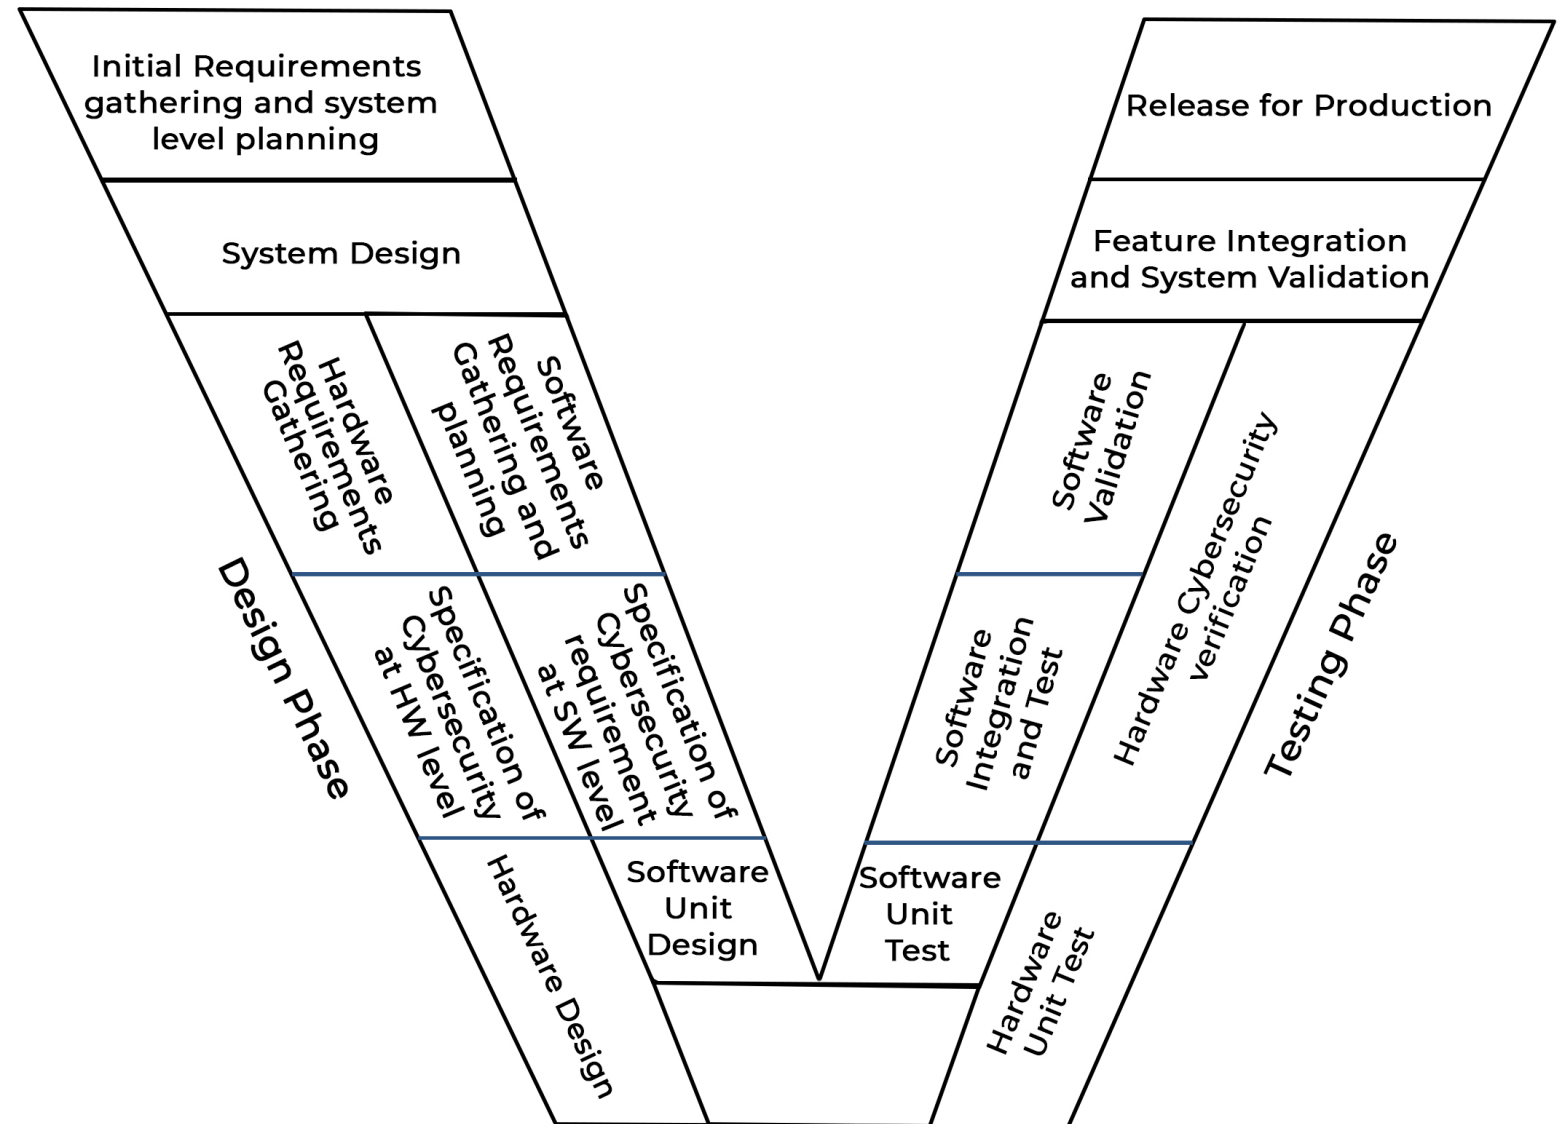 Initial Requirements
gathering and system
level planning
System Design
Hardware
Requirements
Gathering
Software
Requirements
Gathering and
planning
Specification of
Cybersecurity
at HW level
Specification of
Cybersecurity
requirement
at SW level
Hardware Design
Software
Unit
Design
Design Phase
Release for Production
Feature Integration
and System Validation
Software
Validation
Hardware Cybersecurity
verification
Software
Integration
and Test
Software
Unit
Test
Hardware
Unit Test
Testing Phase